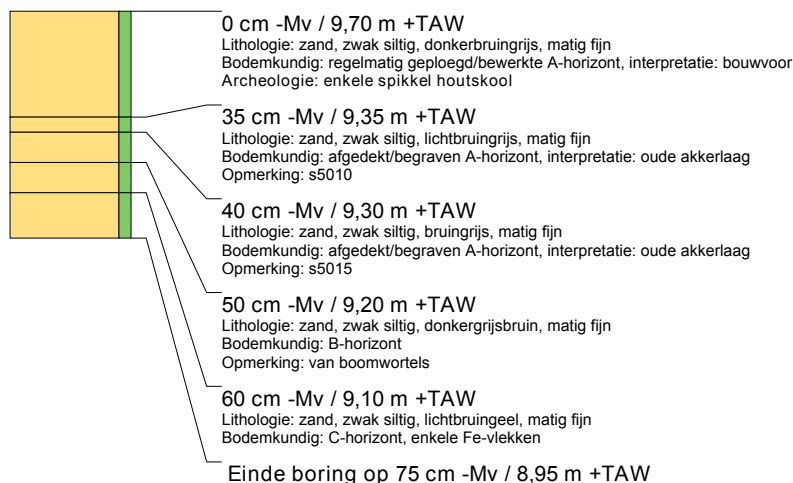 0 cm -Mv / 9,70 m +TAW
Lithologie: zand, zwak siltig, donkerbruingrijs, matig fijn
Bodemkundig: regelmatig geploegd/bewerkte A-horizont, interpretatie: bouwvoor
Archeologie: enkele spikkel houtskool
35 cm -Mv / 9,35 m +TAW
Lithologie: zand, zwak siltig, lichtbruingrijs, matig fijn
Bodemkundig: afgedekt/begraven A-horizont, interpretatie: oude akkerlaag
Opmerking: s5010
40 cm -Mv / 9,30 m +TAW
Lithologie: zand, zwak siltig, bruingrijs, matig fijn
Bodemkundig: afgedekt/begraven A-horizont, interpretatie: oude akkerlaag
Opmerking: s5015
50 cm -Mv / 9,20 m +TAW
Lithologie: zand, zwak siltig, donkergrijsbruin, matig fijn
Bodemkundig: B-horizont
Opmerking: van boomwortels
60 cm -Mv / 9,10 m +TAW
Lithologie: zand, zwak siltig, lichtbruingeel, matig fijn
Bodemkundig: C-horizont, enkele Fe-vlekken
Einde boring op 75 cm -Mv / 8,95 m +TAW